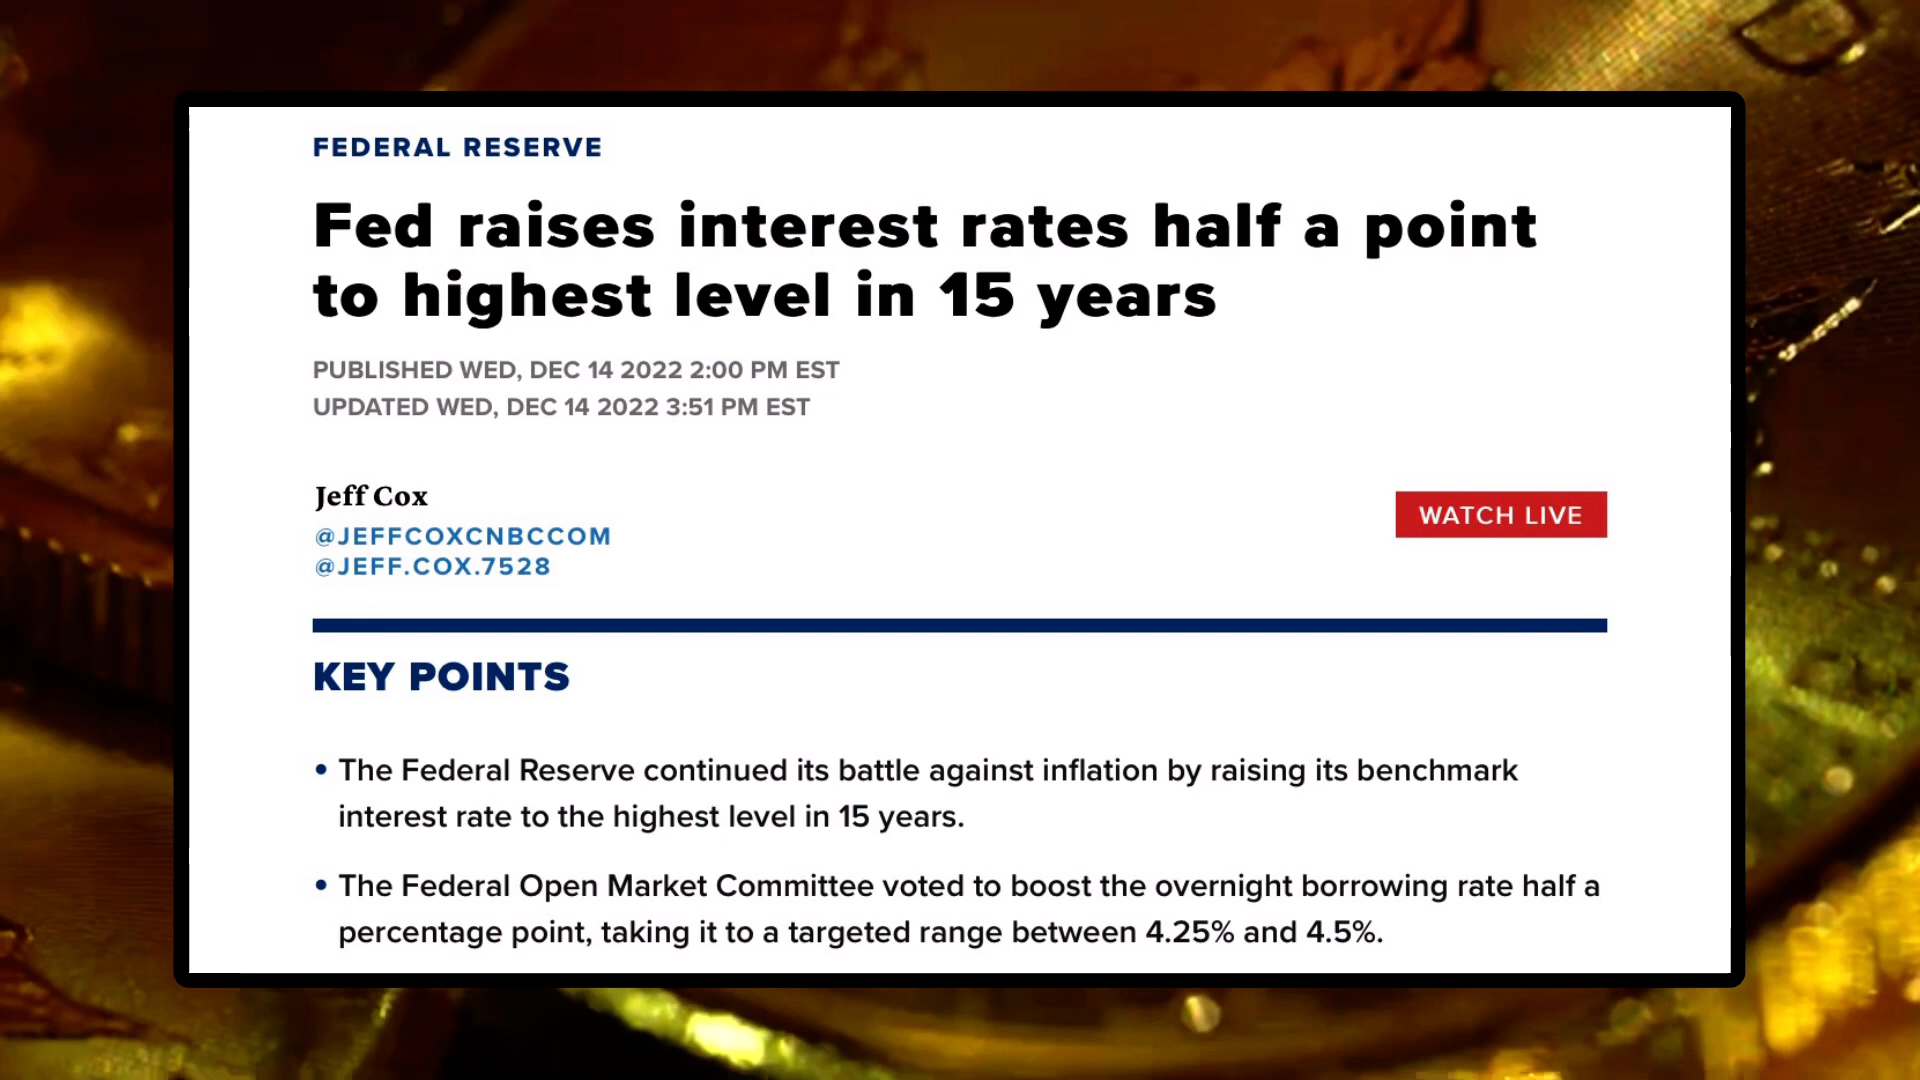 FEDERAL RESERVE
Fed raises interest rates half a point
to highest level in 15 years
PUBLISHED WED, DEC 14 2022 2:00 PM EST
UPDATED WED, DEC 14 2022 3:51 PM EST
Jeff Cox
@JEFFCOXCNBCCOM
@JEFF.COX.7528
WATCH LIVE
KEY POINTS
• The Federal Reserve continued its battle against inflation by raising its benchmark
interest rate to the highest level in 15 years.
• The Federal Open Market Committee voted to boost the overnight borrowing rate half a
percentage point, taking it to a targeted range between 4.25% and 4.5%.